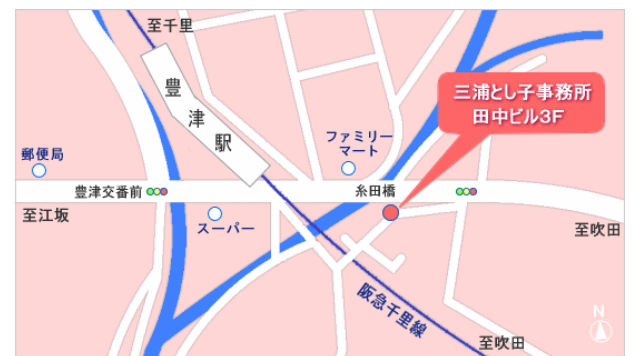 至千里
豊
津
駅
三浦とし子事務所
田中ビル3F
ファミリー
マート
郵便局
豊津交番前
糸田橋
至江坂
スーパー
至吹田
阪急千里線
N
至吹田